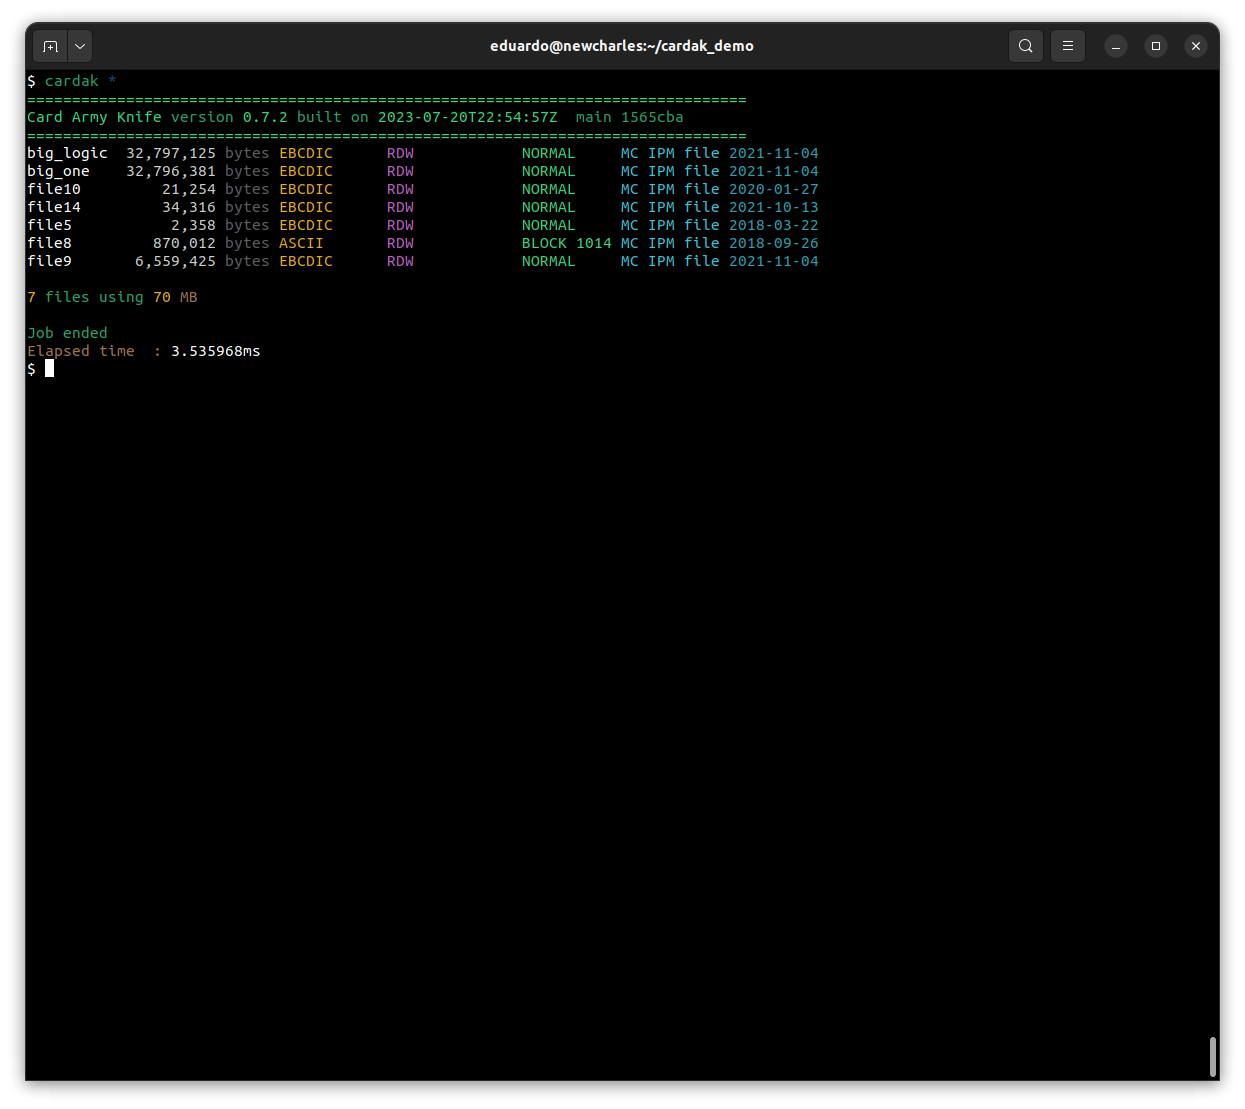 eduardo@newcharles:~/cardak_demo
$ cardak *
================================================================================
Card Army Knife version 0.7.2 built on 2023-07-20T22:54:57Z  main 1565cba
================================================================================
big_logic  32,797,125 bytes EBCDIC      RDW            NORMAL     MC IPM file 2021-11-04
big_one    32,796,381 bytes EBCDIC      RDW            NORMAL     MC IPM file 2021-11-04
file10         21,254 bytes EBCDIC      RDW            NORMAL     MC IPM file 2020-01-27
file14         34,316 bytes EBCDIC      RDW            NORMAL     MC IPM file 2021-10-13
file5           2,358 bytes EBCDIC      RDW            NORMAL     MC IPM file 2018-03-22
file8         870,012 bytes ASCII       RDW            BLOCK 1014 MC IPM file 2018-09-26
file9       6,559,425 bytes EBCDIC      RDW            NORMAL     MC IPM file 2021-11-04
7 files using 70 MB
Job ended
Elapsed time  : 3.535968ms
$